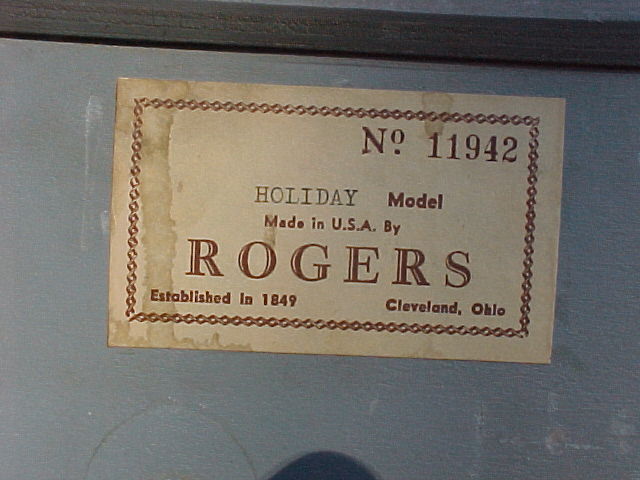 Nº 11942
HOLIDAY Model
Made in U.S.A. By
ROGERS
Established In 1849 Cleveland, Ohio